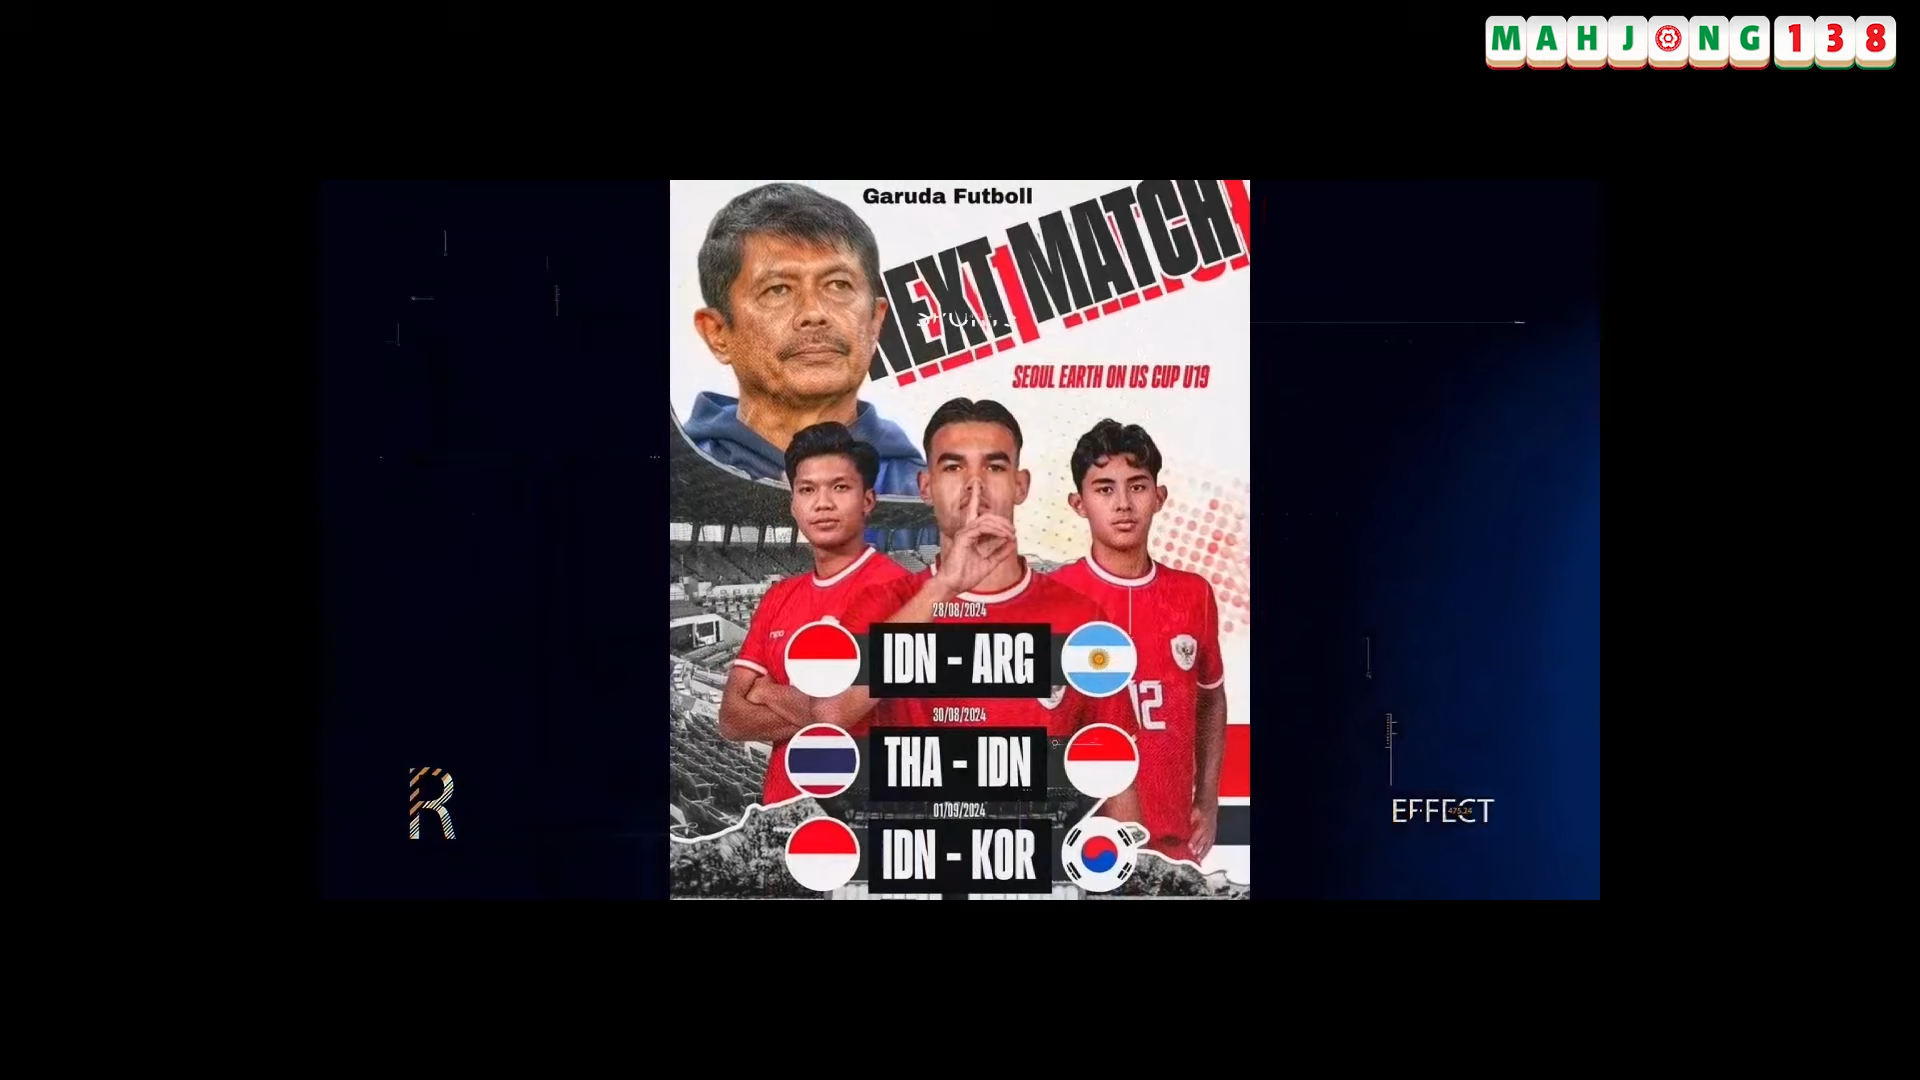 MAHJONG138
Garuda Futboll
NEXT MATCH
SEOUL EARTH ON US CUP U19
28/08/2024
IDN - ARG
12
30/08/2024
THA - IDN
01/09/2024
IDN - KOR
R
EFFECT